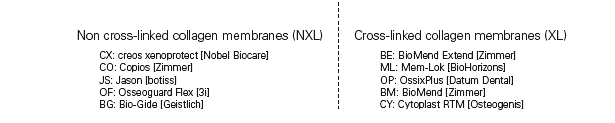 Non cross-linked collagen membranes (NXL)
CX: creos xenoprotect [Nobel Biocare]
CO: Copios [Zimmer]
JS: Jason [botiss]
OF: Osseoguard Flex [3i]
BG: Bio-Gide [Geistlich]
Cross-linked collagen membranes (XL)
BE: BioMend Extend [Zimmer]
ML: Mem-Lok [BioHorizons]
OP: OssixPlus [Datum Dental]
BM: BioMend [Zimmer]
CY: Cytoplast RTM [Osteogenis]